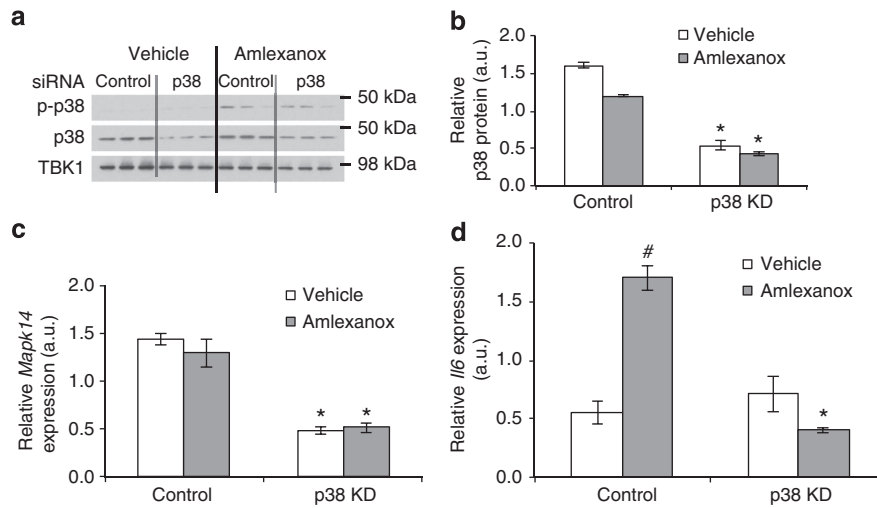 a
Vehicle Amlexanox
siRNA Control p38 Control p38
p-p38 50 kDa
p38 50 kDa
TBK1 98 kDa
b
Relative
p38 protein (a.u.)
2.0
1.5
1.0
0.5
0.0
Vehicle
Amlexanox
* *
Control p38 KD
c
Relative Mapk14
expression (a.u.)
2.0
1.5
1.0
0.5
0.0
Vehicle
Amlexanox
* *
Control p38 KD
d
Relative Il6 expression
(a.u.)
2.0
1.5
1.0
0.5
0.0
#
Vehicle
Amlexanox
*
Control p38 KD